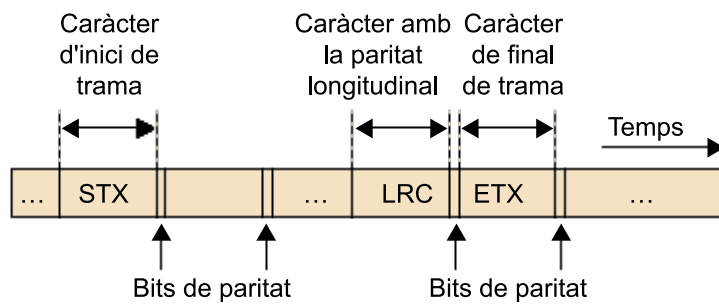 Caràcter
d'inici de
trama
Caràcter amb
la paritat
longitudinal
Caràcter
de final
de trama
Temps
... STX ... LRC ETX ...
Bits de paritat
Bits de paritat